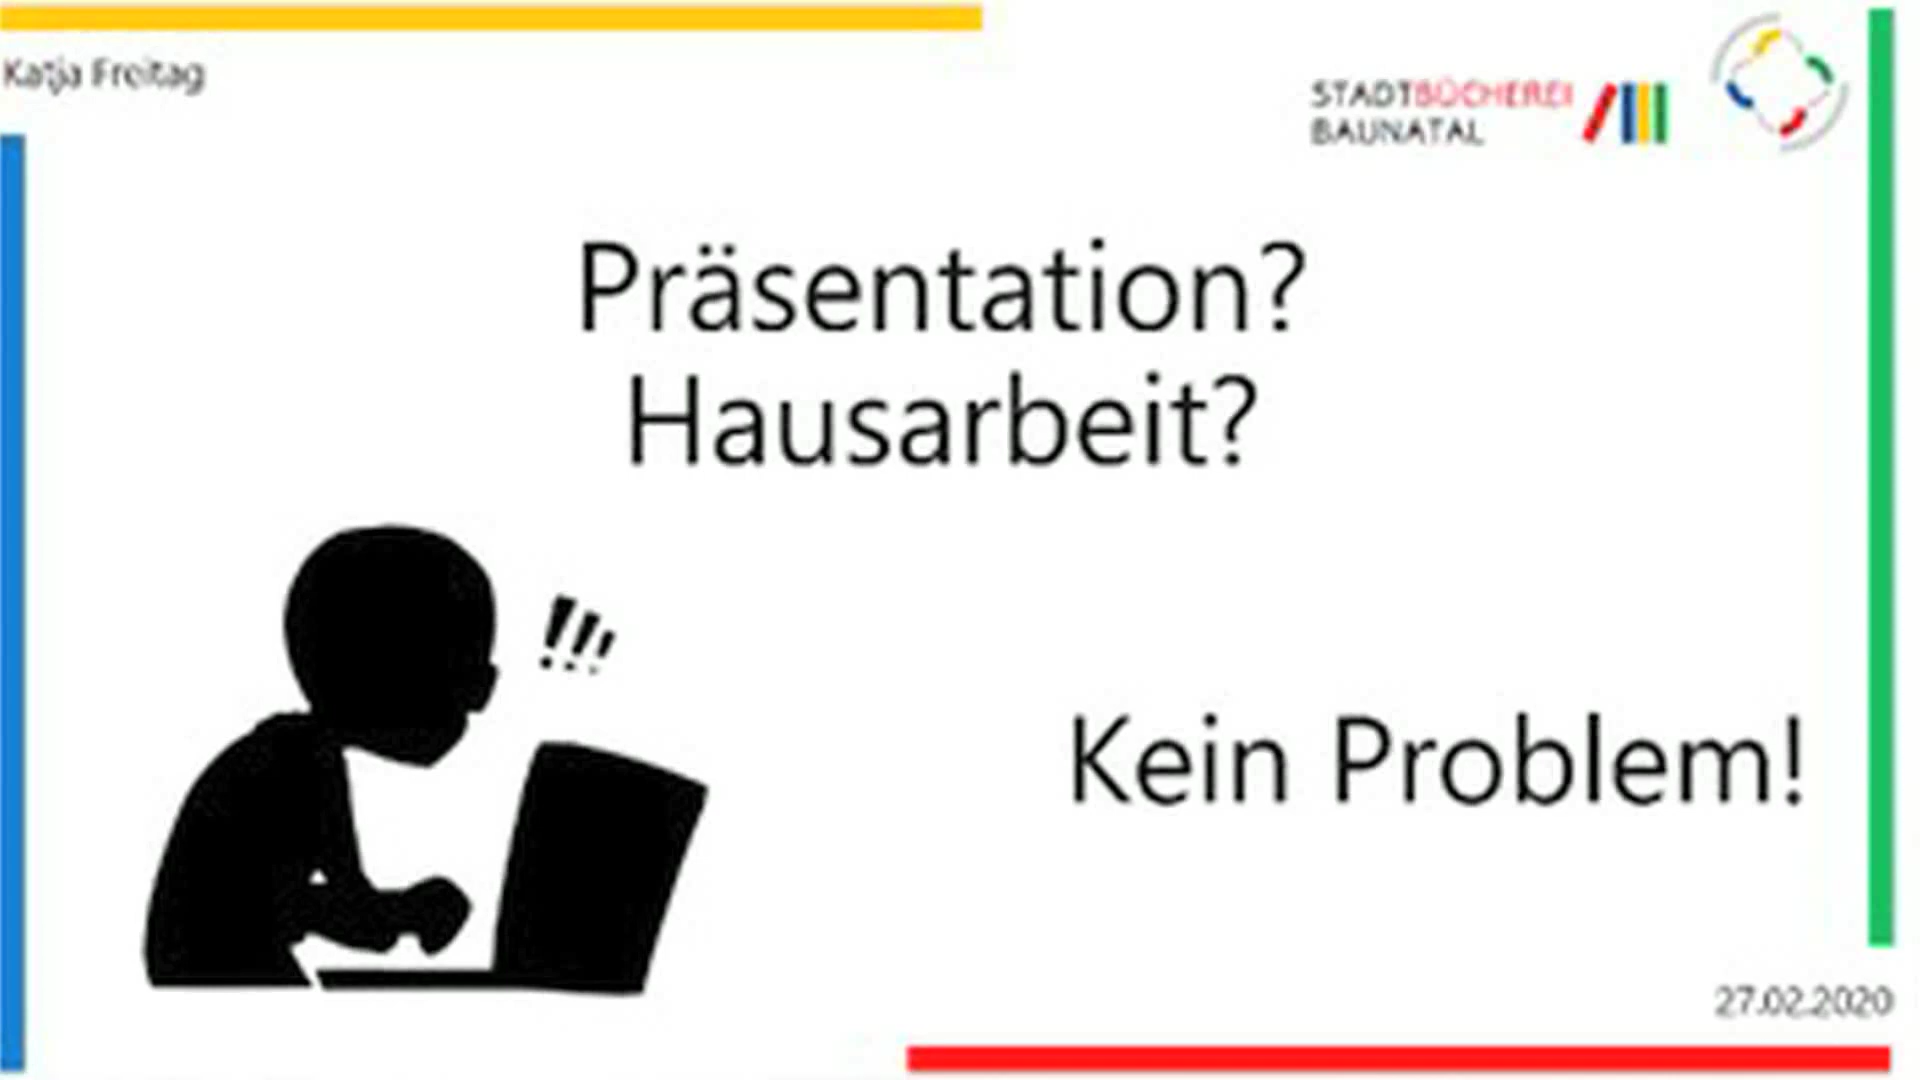 Katja Freitag
STADTBÜCHEREI
BAUNATAL
Präsentation?
Hausarbeit?
!!!
Kein Problem!
27.02.2020